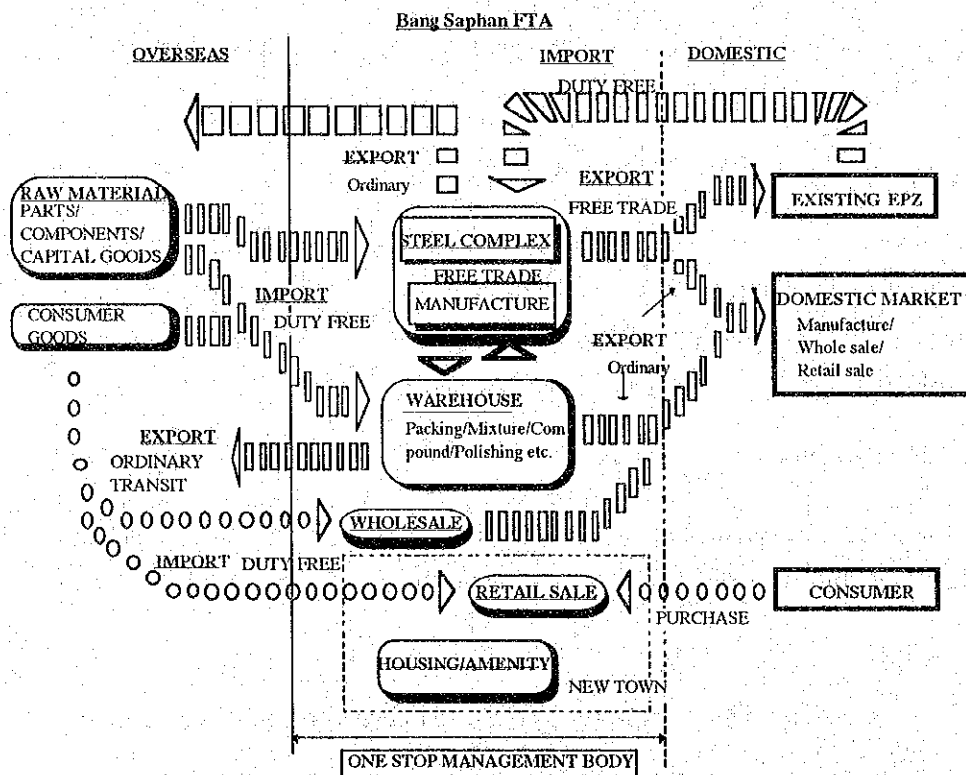 Bang Saphan FTA
OVERSEAS
IMPORT
DOMESTIC
DUTY FREE
EXPORT
Ordinary
EXPORT
FREE TRADE
RAW MATERIAL
PARTS/
COMPONENTS/
CAPITAL GOODS
STEEL COMPLEX
FREE TRADE
MANUFACTURE
EXISTING EPZ
CONSUMER
GOODS
IMPORT
DUTY FREE
DOMESTIC MARKET
Manufacture/
Whole sale/
Retail sale
EXPORT
Ordinary
WAREHOUSE
Packing/Mixture/Com
pound/Polishing etc.
EXPORT
ORDINARY
TRANSIT
WHOLESALE
IMPORT DUTY FREE
RETAIL SALE
CONSUMER
PURCHASE
HOUSING/AMENITY
NEW TOWN
ONE STOP MANAGEMENT BODY